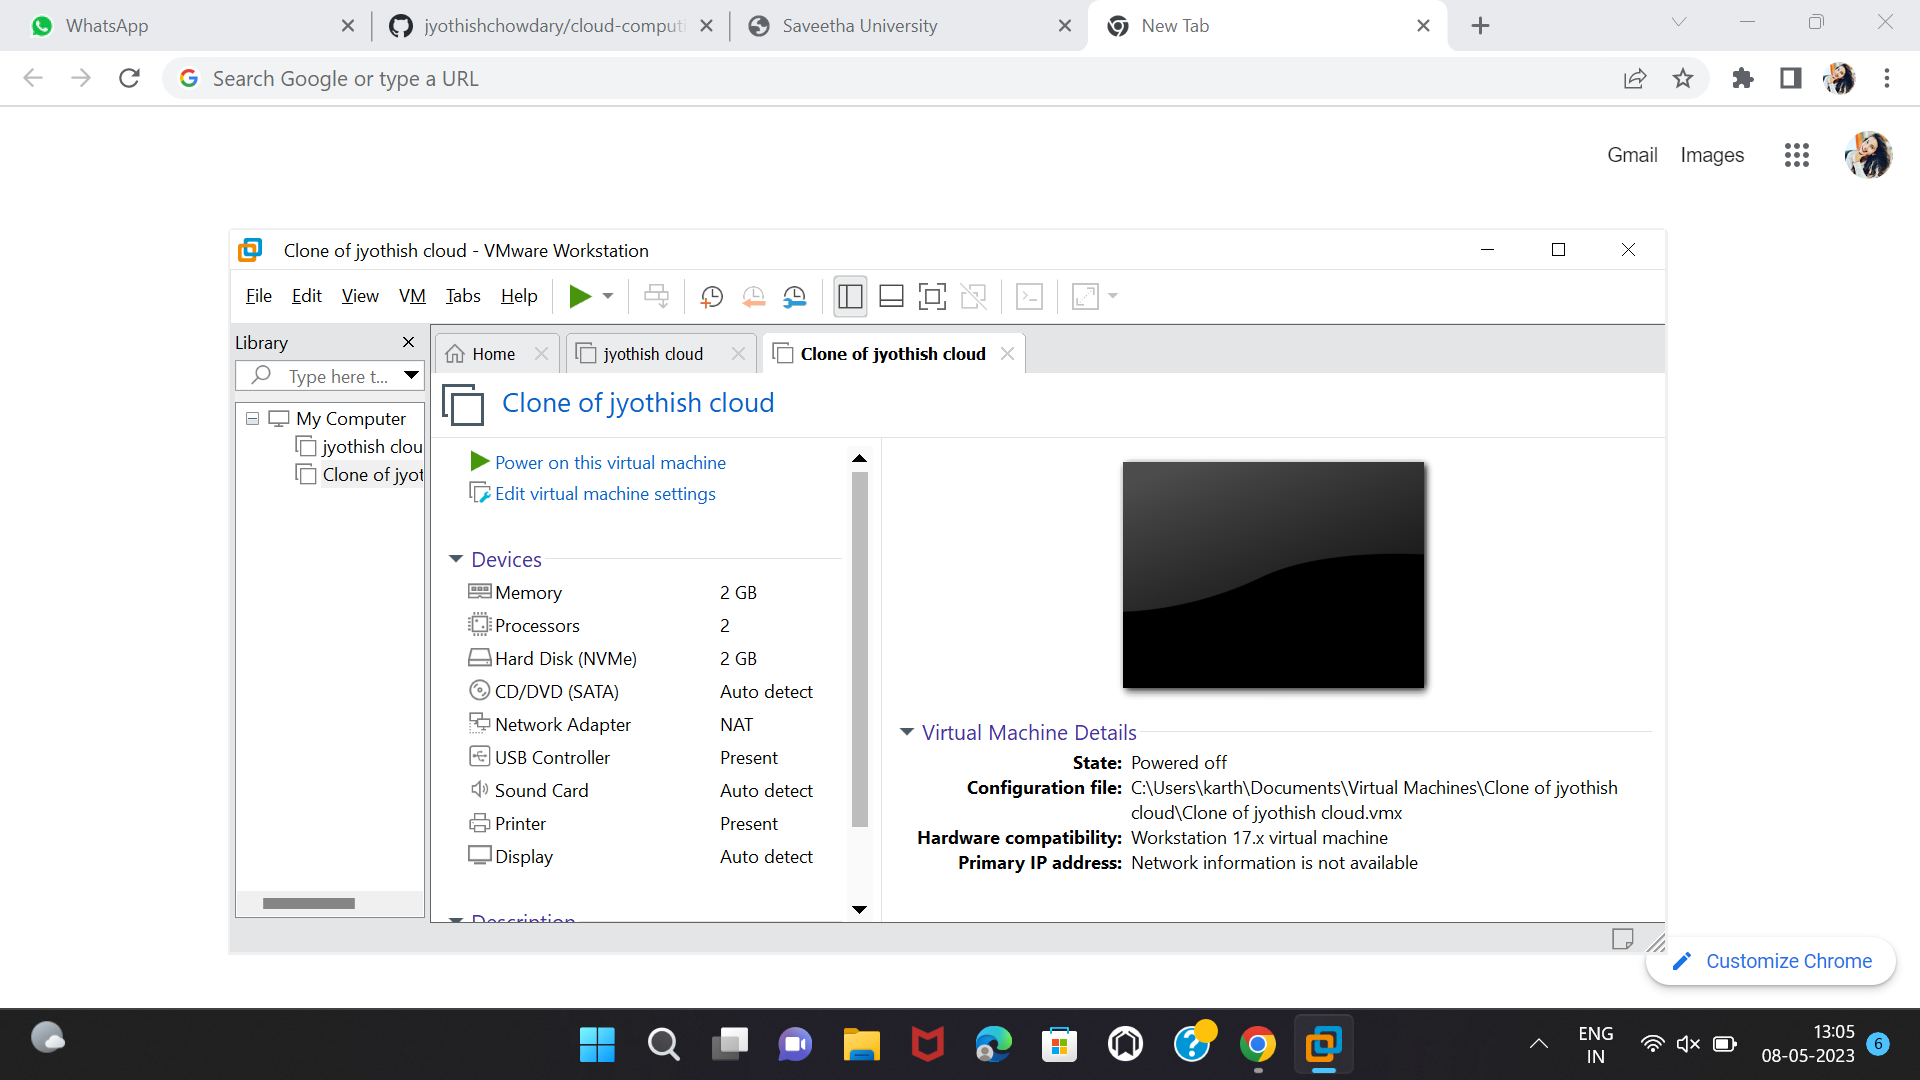 WhatsApp
jyothishchowdary/cloud-computi
Saveetha University
New Tab
Search Google or type a URL
Gmail
Images
Clone of jyothish cloud - VMware Workstation
File Edit View VM Tabs Help
Library
Type here t...
My Computer
jyothish clou
Clone of jyot
Home
jyothish cloud
Clone of jyothish cloud
Clone of jyothish cloud
Power on this virtual machine
Edit virtual machine settings
Devices
Memory 2 GB
Processors 2
Hard Disk (NVMe) 2 GB
CD/DVD (SATA) Auto detect
Network Adapter NAT
USB Controller Present
Sound Card Auto detect
Printer Present
Display Auto detect
Description
Virtual Machine Details
State: Powered off
Configuration file: C:\Users\karth\Documents\Virtual Machines\Clone of jyothish
cloud\Clone of jyothish cloud.vmx
Hardware compatibility: Workstation 17.x virtual machine
Primary IP address: Network information is not available
Customize Chrome
ENG
IN
13:05
08-05-2023
6